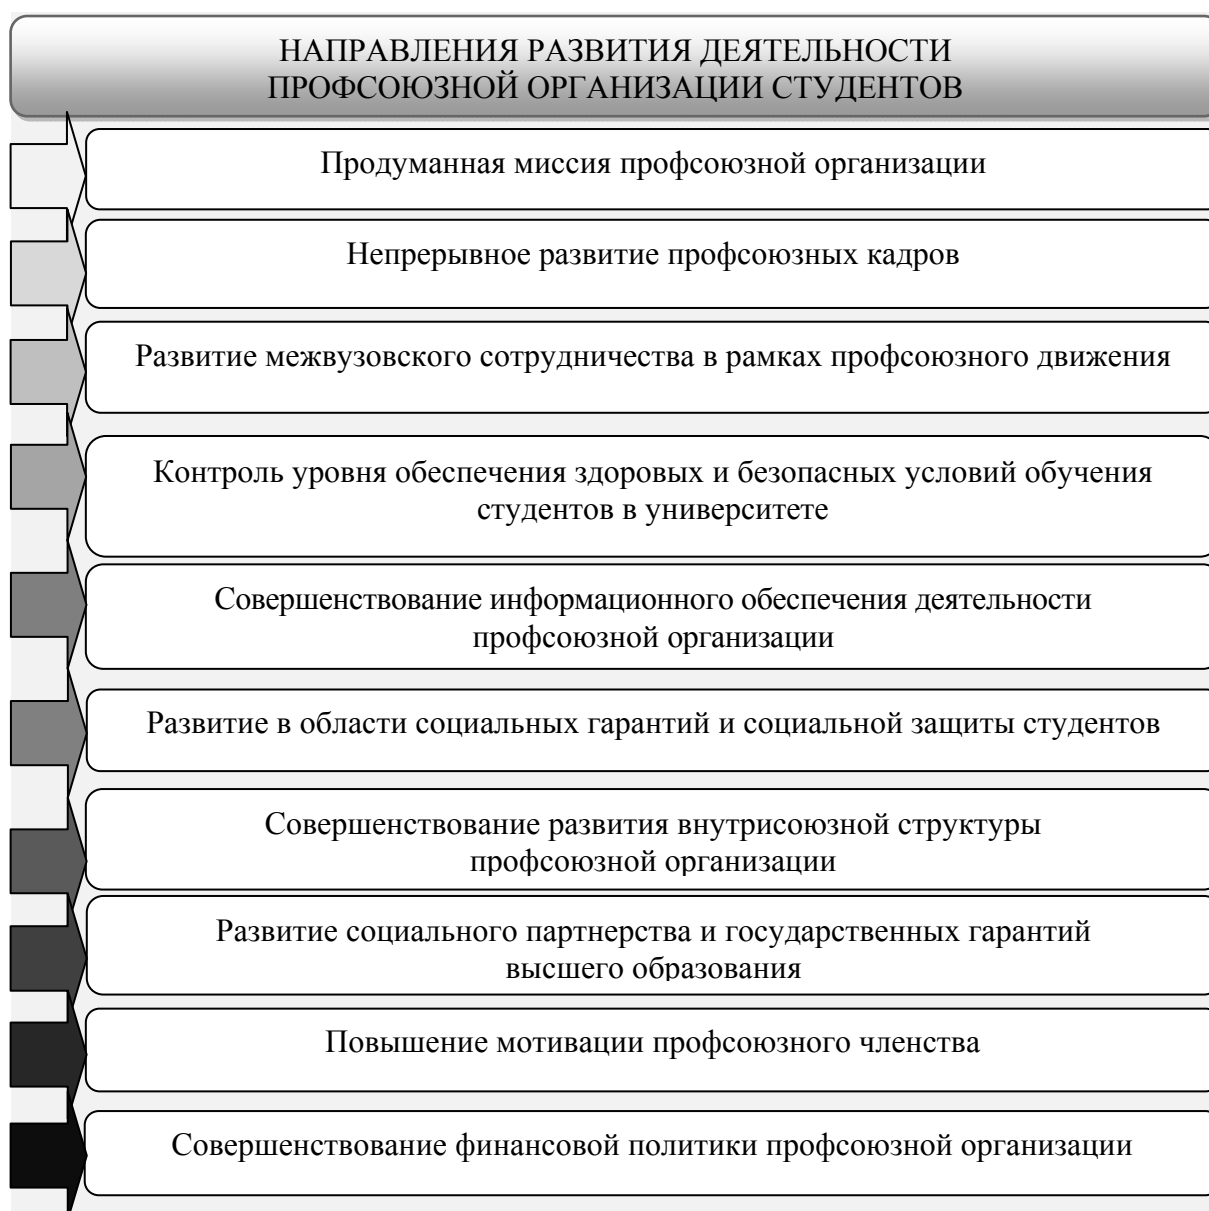 НАПРАВЛЕНИЯ РАЗВИТИЯ ДЕЯТЕЛЬНОСТИ
ПРОФСОЮЗНОЙ ОРГАНИЗАЦИИ СТУДЕНТОВ
Продуманная миссия профсоюзной организации
Непрерывное развитие профсоюзных кадров
Развитие межвузовского сотрудничества в рамках профсоюзного движения
Контроль уровня обеспечения здоровых и безопасных условий обучения
студентов в университете
Совершенствование информационного обеспечения деятельности
профсоюзной организации
Развитие в области социальных гарантий и социальной защиты студентов
Совершенствование развития внутрисоюзной структуры
профсоюзной организации
Развитие социального партнерства и государственных гарантий
высшего образования
Повышение мотивации профсоюзного членства
Совершенствование финансовой политики профсоюзной организации